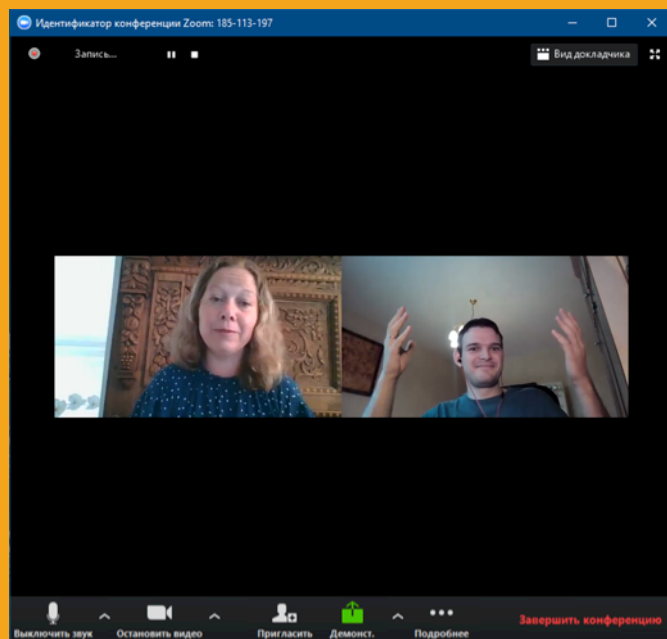 Идентификатор конференции Zoom: 185-113-197
Запись...
Вид докладчика
Выключить звук
Остановить видео
Пригласить
Демонст.
Подробнее
Завершить конференцию